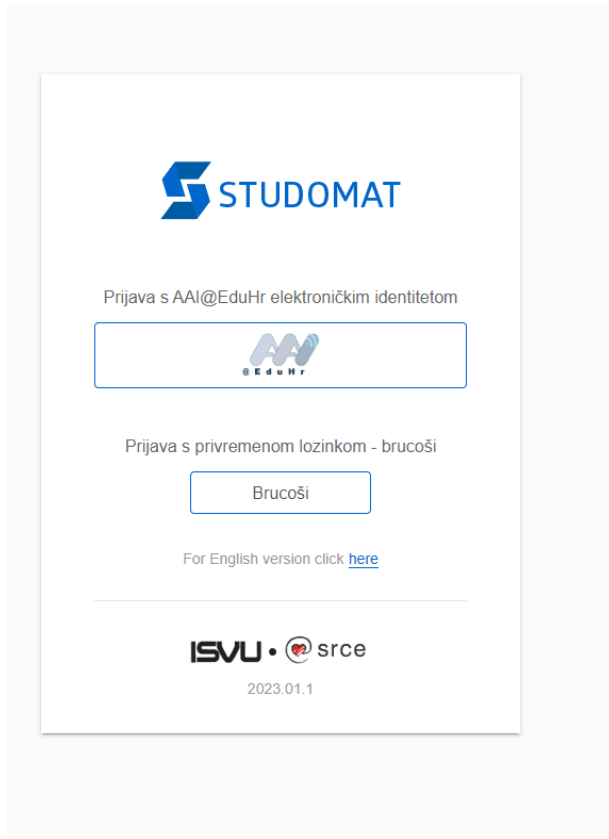 STUDOMAT
Prijava s AAI@EduHr elektroničkim identitetom
AAI
@EduHr
Prijava s privremenom lozinkom - brucoši
Brucoši
For English version click here
ISVU • @ srce
2023.01.1